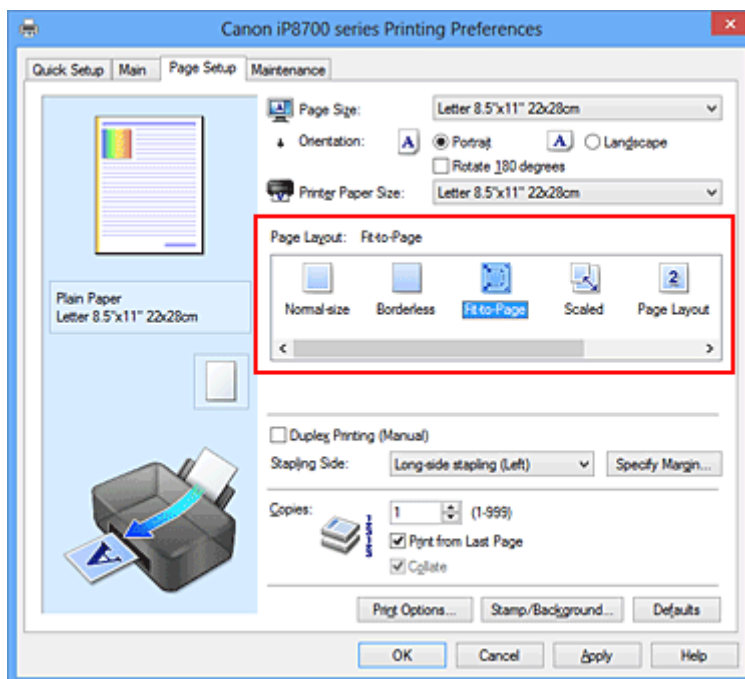 Canon iP8700 series Printing Preferences
Quick Setup Main Page Setup Maintenance
Page Size: Letter 8.5"x11" 22x28cm
Orientation: A Portrait A Landscape
Rotate 180 degrees
Printer Paper Size: Letter 8.5"x11" 22x28cm
Page Layout: Fit-to-Page
2
Normal-size Borderless Fit-to-Page Scaled Page Layout
Plain Paper
Letter 8.5"x11" 22x28cm
Duplex Printing (Manual)
Stapling Side: Long-side stapling (Left) Specify Margin...
Copies: 1 (1-999)
Print from Last Page
Collate
A
Print Options... Stamp/Background... Defaults
OK Cancel Apply Help